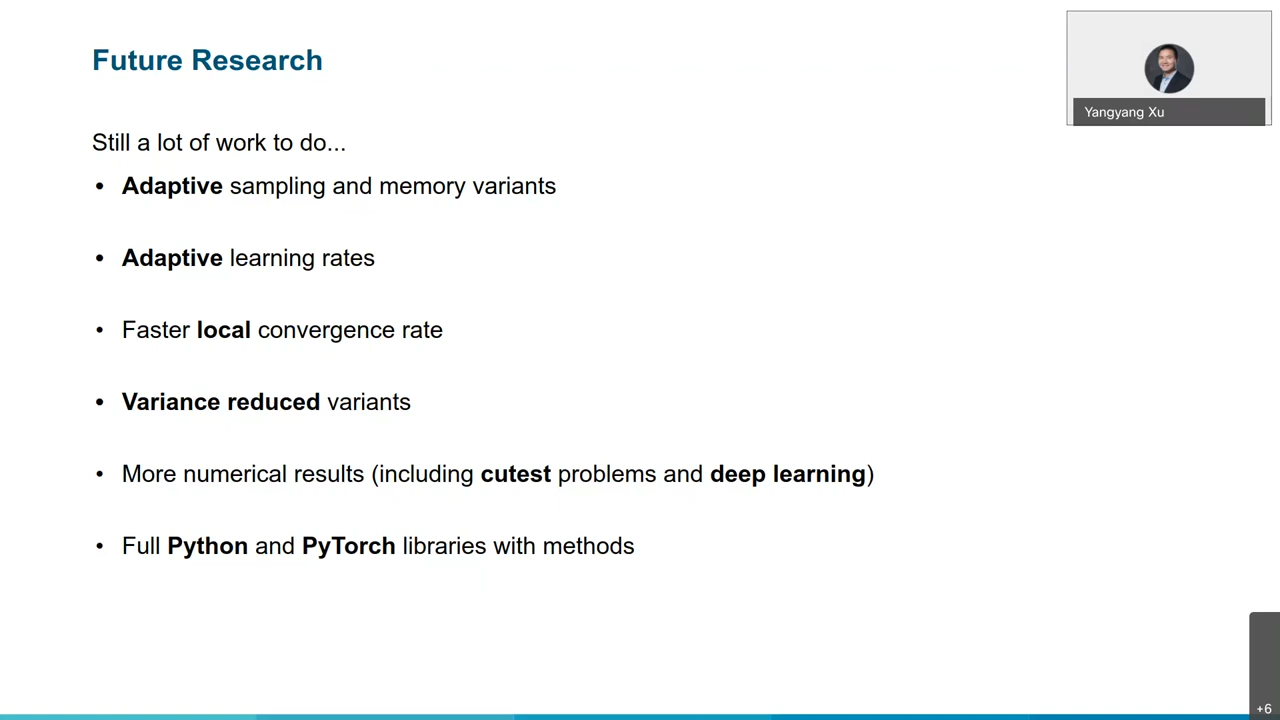 Future Research
Yangyang Xu
Still a lot of work to do...
• Adaptive sampling and memory variants
• Adaptive learning rates
• Faster local convergence rate
• Variance reduced variants
• More numerical results (including cutest problems and deep learning)
• Full Python and PyTorch libraries with methods
+6